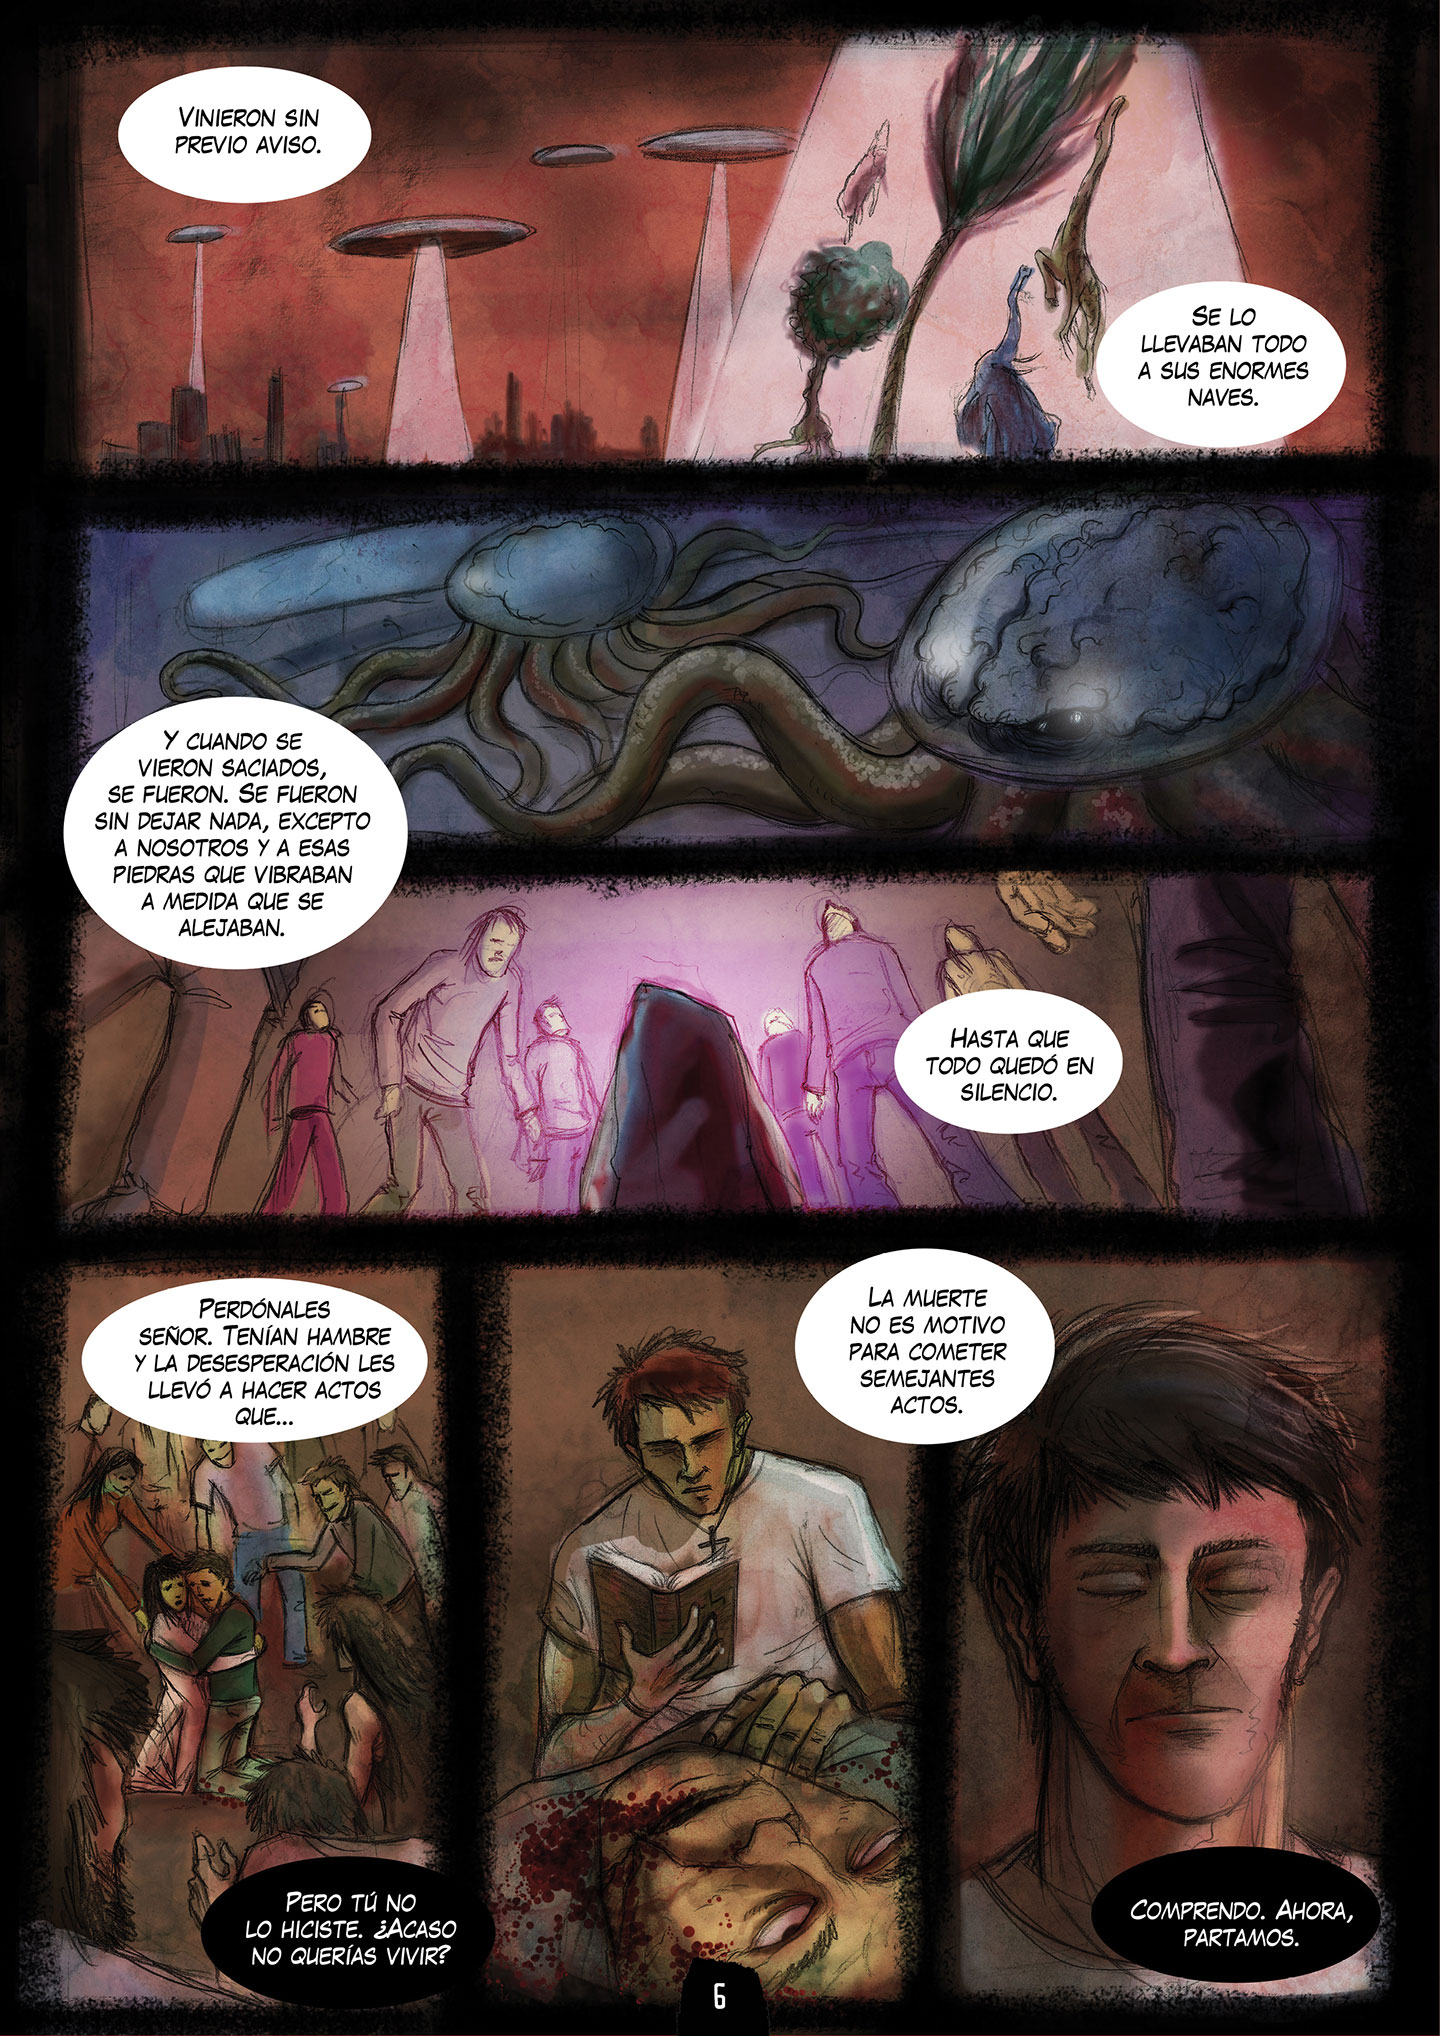 VINIERON SIN
PREVIO AVISO.
SE LO
LLEVABAN TODO
A SUS ENORMES
NAVES.
Y CUANDO SE
VIERON SACIADOS,
SE FUERON. SE FUERON
SIN DEJAR NADA, EXCEPTO
A NOSOTROS Y A ESAS
PIEDRAS QUE VIBRABAN
A MEDIDA QUE SE
ALEJABAN.
HASTA QUE
TODO QUEDÓ EN
SILENCIO.
PERDÓNALES
SEÑOR. TENÍAN HAMBRE
Y LA DESESPERACIÓN LES
LLEVÓ A HACER ACTOS
QUE...
PERO TÚ NO
LO HICISTE. ¿ACASO
NO QUERÍAS VIVIR?
LA MUERTE
NO ES MOTIVO
PARA COMETER
SEMEJANTES
ACTOS.
COMPRENDO. AHORA,
PARTAMOS.
6